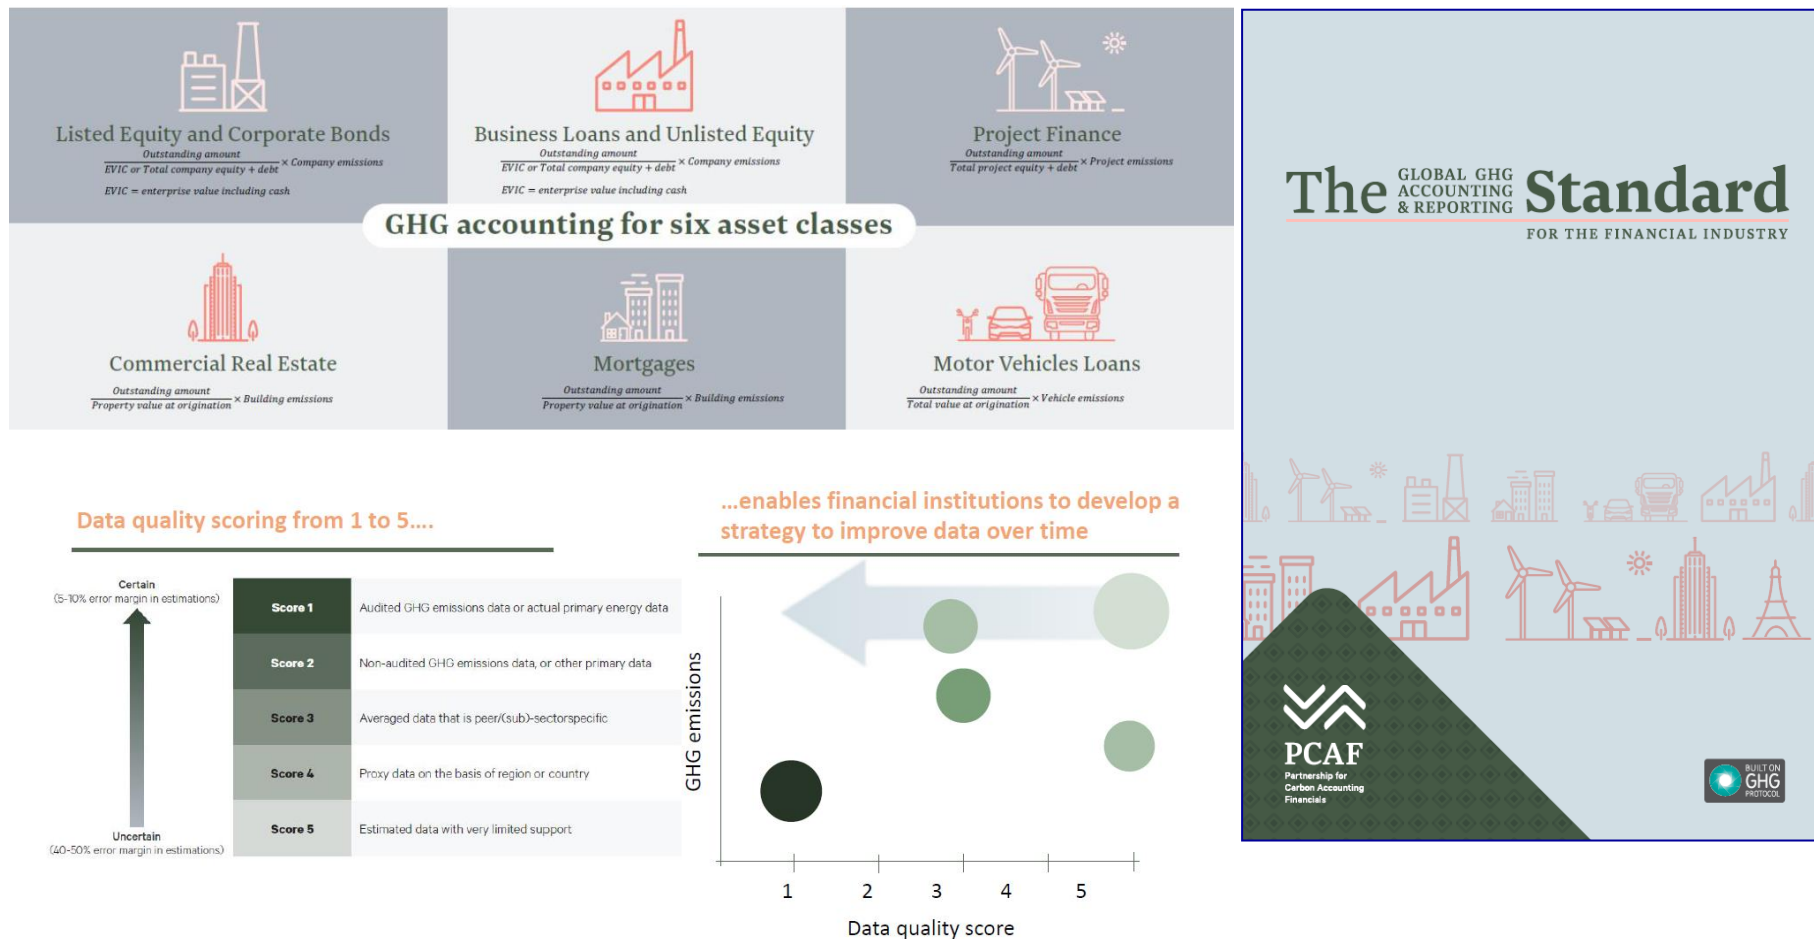 Listed Equity and Corporate Bonds
Outstanding amount
EVIC or Total company equity + debt × Company emissions
EVIC = enterprise value including cash
Business Loans and Unlisted Equity
Outstanding amount
EVIC or Total company equity + debt × Company emissions
EVIC = enterprise value including cash
Project Finance
Outstanding amount
Total project equity + debt × Project emissions
GHG accounting for six asset classes
Commercial Real Estate
Outstanding amount
Property value at origination × Building emissions
Mortgages
Outstanding amount
Property value at origination × Building emissions
Motor Vehicles Loans
Outstanding amount
Total value at origination × Vehicle emissions
The GLOBAL GHG ACCOUNTING & REPORTING Standard
FOR THE FINANCIAL INDUSTRY
Data quality scoring from 1 to 5....
Certain
(5-10% error margin in estimations)
Score 1 Audited GHG emissions data or actual primary energy data
Score 2 Non-audited GHG emissions data, or other primary data
Score 3 Averaged data that is peer/(sub)-sectorspecific
Score 4 Proxy data on the basis of region or country
Score 5 Estimated data with very limited support
Uncertain
(40-50% error margin in estimations)
...enables financial institutions to develop a
strategy to improve data over time
GHG emissions
1 2 3 4 5
Data quality score
PCAF
Partnership for
Carbon Accounting
Financials
BUILT ON
GHG
PROTOCOL